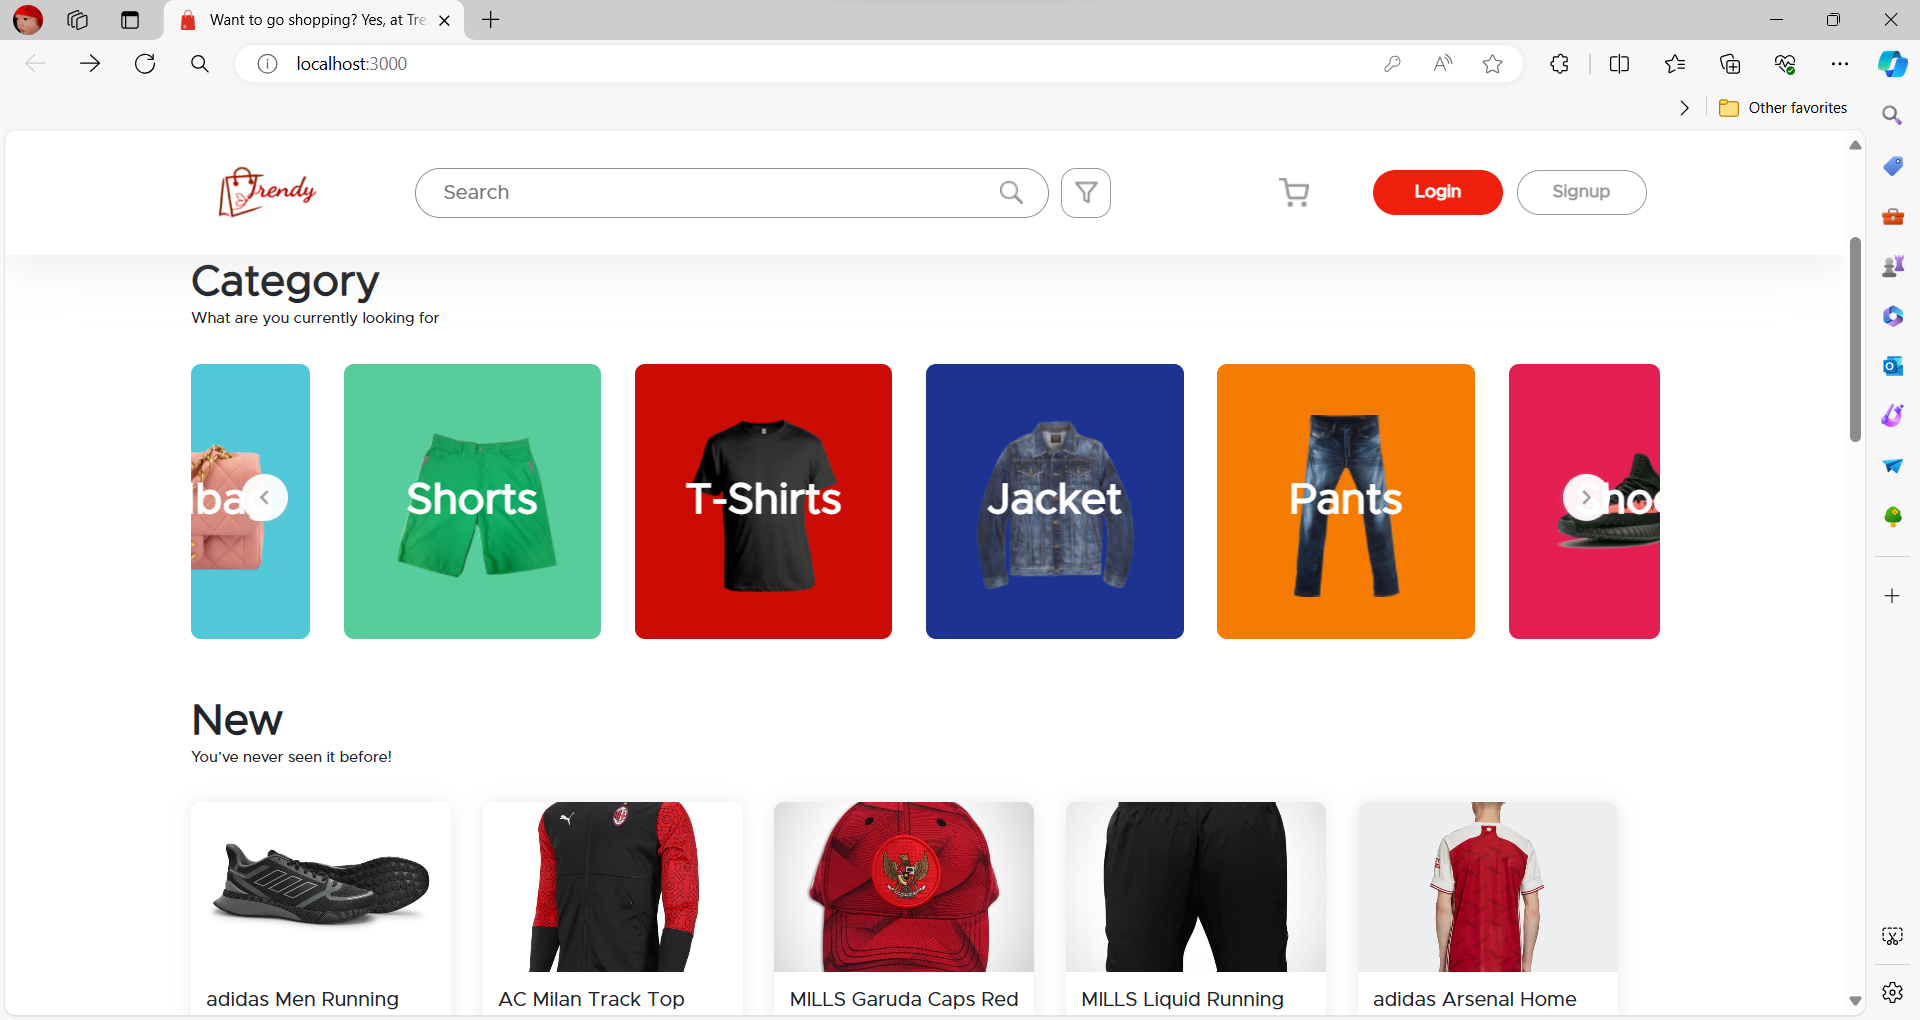 Want to go shopping? Yes, at Tre
localhost:3000
Other favorites
Trendy
Search
Login
Signup
Category
What are you currently looking for
Shorts
T-Shirts
Jacket
Pants
New
You've never seen it before!
adidas Men Running
AC Milan Track Top
MILLS Garuda Caps Red
MILLS Liquid Running
adidas Arsenal Home